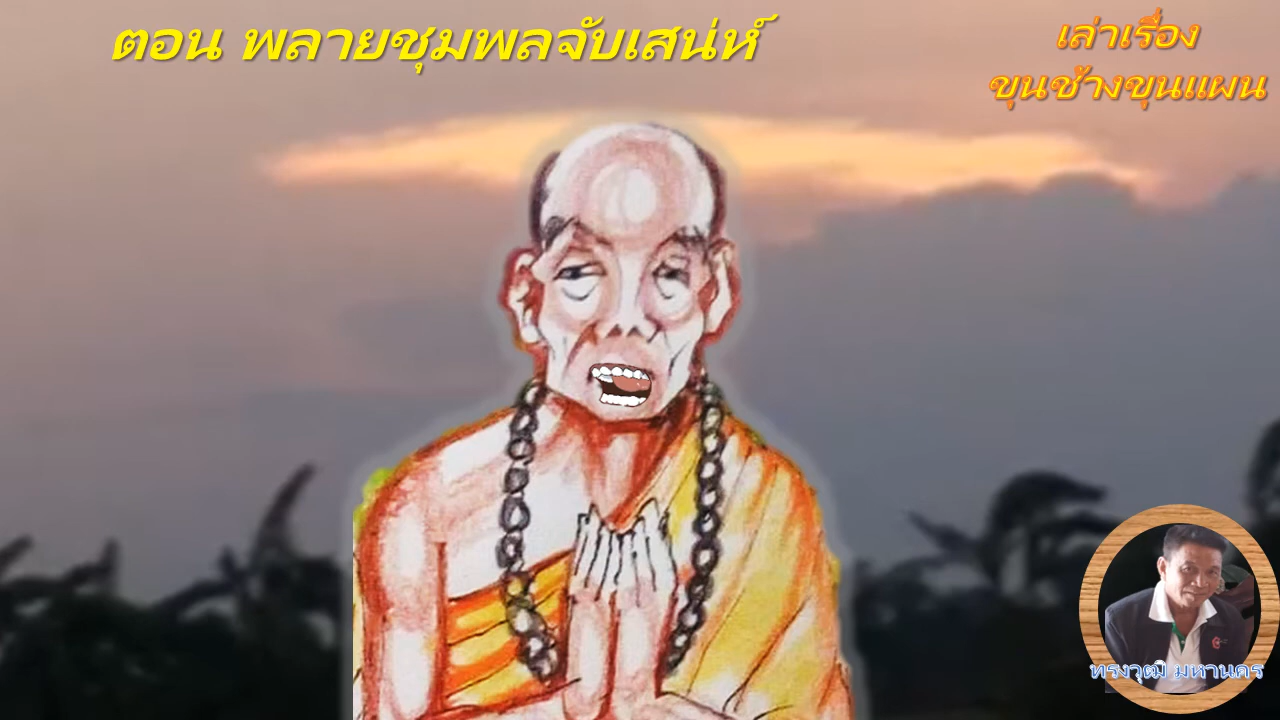 ตอน พลายชุมพลจับเสน่ห์
เล่าเรื่อง
ขุนช้างขุนแผน
ทรงวุฒิ มหานคร